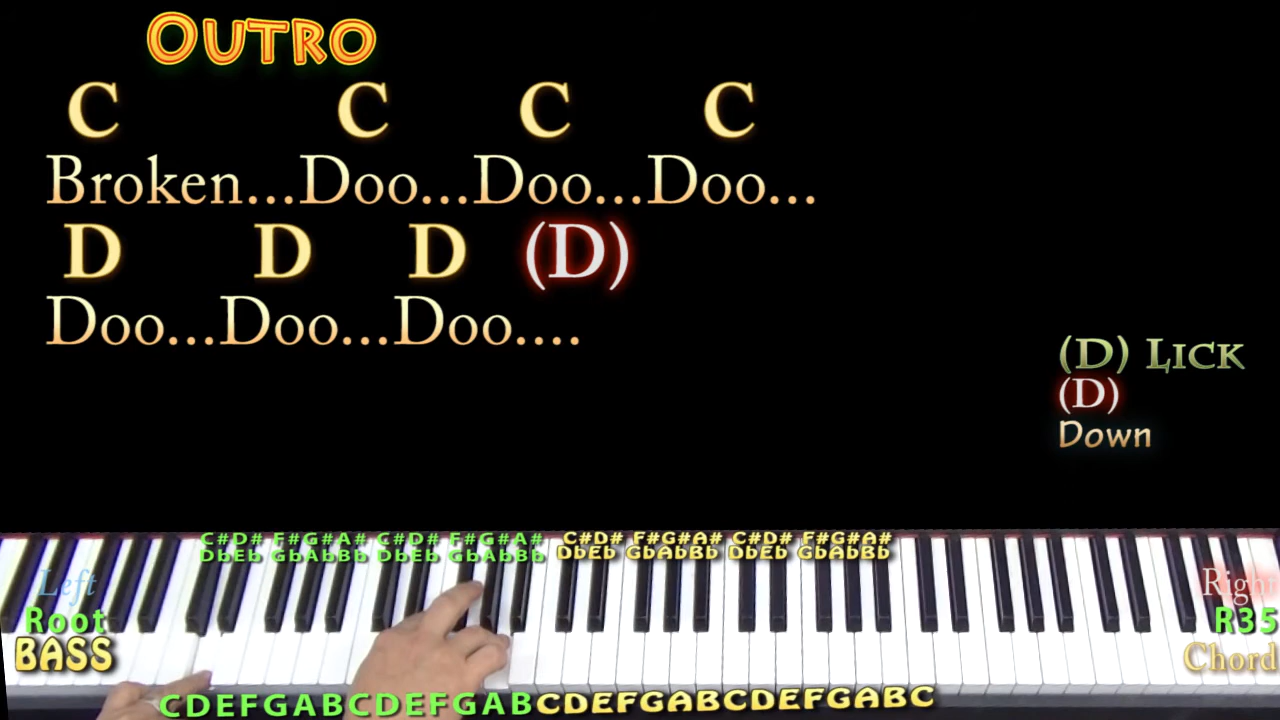 OUTRO
C C C C
Broken...Doo...Doo...Doo...
D D D (D)
Doo...Doo...Doo....
(D) LICK
(D)
Down
C#D# F#G#A# C#D# F#G#A# C#D# F#G#A# C#D# F#G#A#
DbEb GbAbBb DbEb GbAbBb DbEb GbAbBb DbEb GbAbBb
Left
Root
BASS
Right
R35
Chord
CDEFGABCDEFGABCDEFGABCDEFGABC